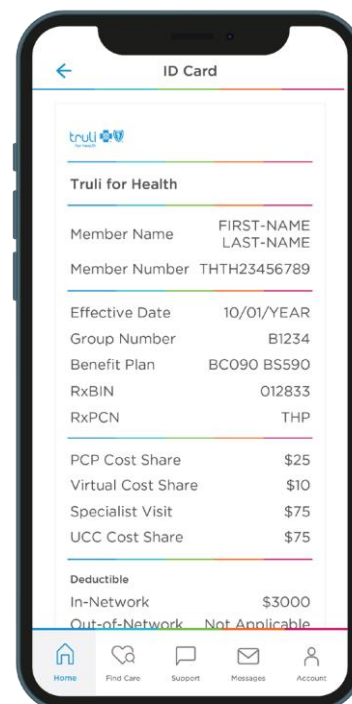 ID Card
truli
for health
Truli for Health
Member Name FIRST-NAME
LAST-NAME
Member Number THTH23456789
Effective Date 10/01/YEAR
Group Number B1234
Benefit Plan BC090 BS590
RxBIN 012833
RxPCN THP
PCP Cost Share $25
Virtual Cost Share $10
Specialist Visit $75
UCC Cost Share $75
Deductible
In-Network $3000
Out-of-Network Not Applicable
Home Find Care Support Messages Account